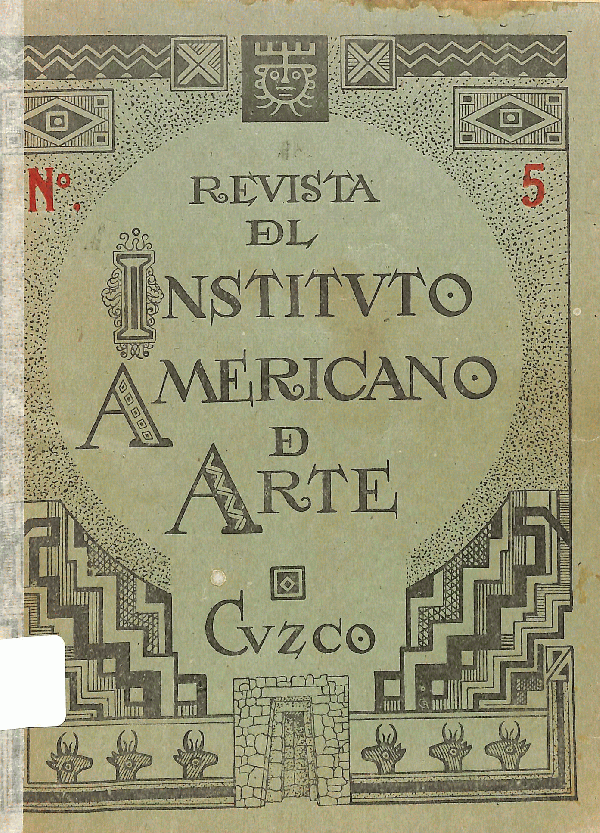 Nº. 5
REVISTA
DEL
INSTITVTO
AMERICANO
DE
ARTE
CVZCO